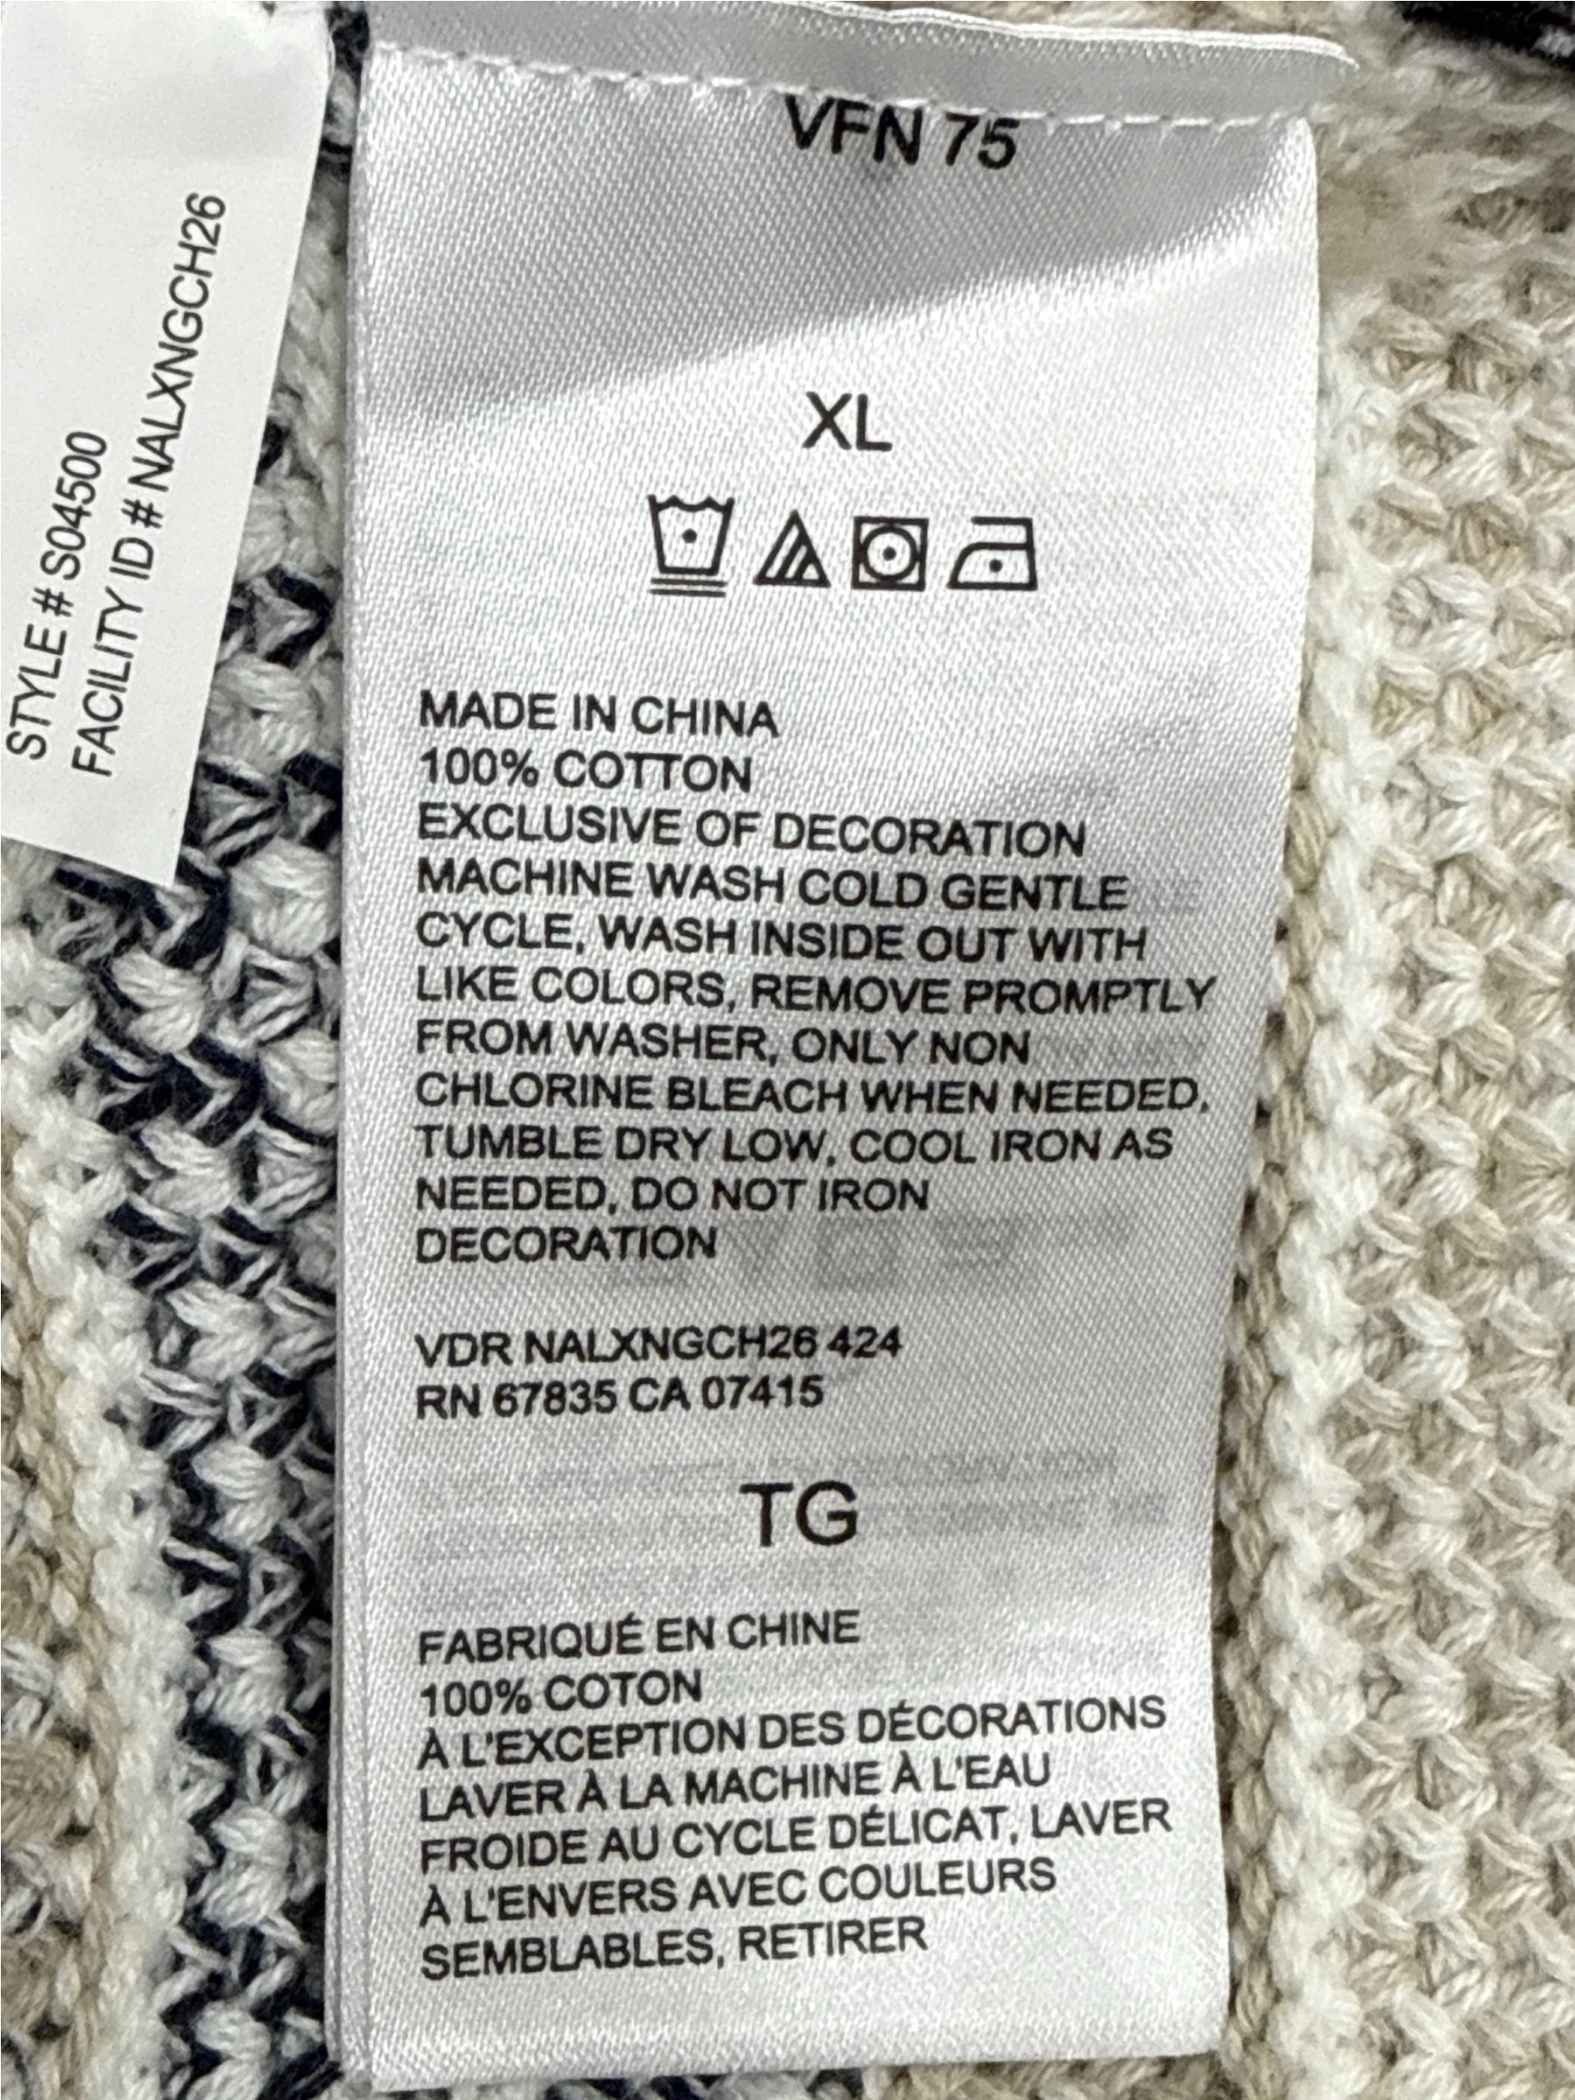 STYLE # S04500
FACILITY ID # NALXNGCH26
VFN 75
XL
MADE IN CHINA
100% COTTON
EXCLUSIVE OF DECORATION
MACHINE WASH COLD GENTLE
CYCLE, WASH INSIDE OUT WITH
LIKE COLORS, REMOVE PROMPTLY
FROM WASHER, ONLY NON
CHLORINE BLEACH WHEN NEEDED,
TUMBLE DRY LOW, COOL IRON AS
NEEDED, DO NOT IRON
DECORATION
VDR NALXNGCH26 424
RN 67835 CA 07415
TG
FABRIQUÉ EN CHINE
100% COTON
À L'EXCEPTION DES DÉCORATIONS
LAVER À LA MACHINE À L'EAU
FROIDE AU CYCLE DÉLICAT, LAVER
À L'ENVERS AVEC COULEURS
SEMBLABLES, RETIRER